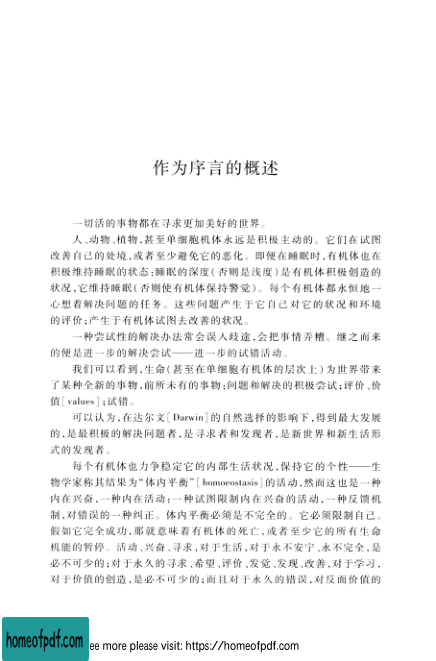 作为序言的概述
一切活的事物都在寻求更加美好的世界。
人、动物、植物,甚至单细胞机体永远是积极主动的。它们在试图
改善自己的处境,或者至少避免它的恶化。即便在睡眠时,有机体也在
积极维持睡眠的状态:睡眠的深度(否则是浅度)是有机体积极创造的
状况,它维持睡眠(否则使有机体保持警觉)。每个有机体都永恒地一
心想着解决问题的任务。这些问题产生于它自己对它的状况和环境
的评价;产生于有机体试图去改善的状况。
一种尝试性的解决办法常会误入歧途,会把事情弄糟。继之而来
的便是进一步的解决尝试——进一步的试错活动。
我们可以看到,生命(甚至在单细胞有机体的层次上)为世界带来
了某种全新的事物,前所未有的事物:问题和解决的积极尝试;评价、价
值[values];试错。
可以认为,在达尔文[Darwin]的自然选择的影响下,得到最大发展
的,是最积极的解决问题者,是寻求者和发现者,是新世界和新生活形
式的发现者。
每个有机体也力争稳定它的内部生活状况,保持它的个性——生
物学家称其结果为“体内平衡”[homoeostasis]的活动,然而这也是一种
内在兴奋,一种内在活动:一种试图限制内在兴奋的活动,一种反馈机
制,对错误的一种纠正。体内平衡必须是不完全的。它必须限制自己。
假如它完全成功,那就意味着有机体的死亡,或者至少它的所有生命
机能的暂停。活动、兴奋、寻求,对于生活,对于永不安宁、永不完全,是
必不可少的;对于永久的寻求、希望、评价、发觉、发现、改善,对于学习,
对于价值的创造,是必不可少的;而且对于永久的错误,对反面价值的
homeofpdf.com
ee more please visit: https://homeofpdf.com